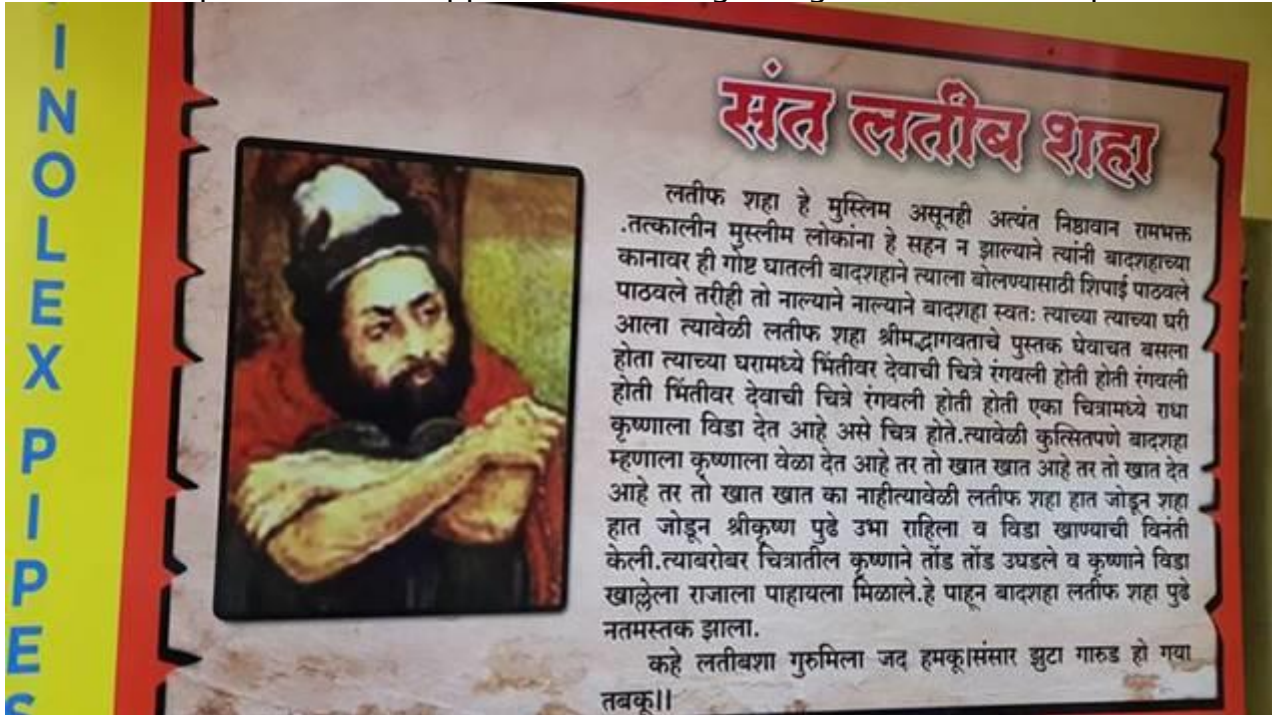 INOLEX PIPES
संत लतीब शहा
लतीफ शहा हे मुस्लिम असूनही अत्यंत निष्ठावान रामभक्त
.तत्कालीन मुस्लीम लोकांना हे सहन न झाल्याने त्यांनी बादशहाच्या
कानावर ही गोष्ट घातली बादशहाने त्याला बोलण्यासाठी शिपाई पाठवले
पाठवले तरीही तो नाल्याने नाल्याने बादशहा स्वतः त्याच्या त्याच्या घरी
आला त्यावेळी लतीफ शहा श्रीमद्भागवताचे पुस्तक घेवाचत बसला
होता त्याच्या घरामध्ये भिंतीवर देवाची चित्रे रंगवली होती होती रंगवली
होती भिंतीवर देवाची चित्रे रंगवली होती होती एका चित्रामध्ये राधा
कृष्णाला विडा देत आहे असे चित्र होते.त्यावेळी कुत्सितपणे बादशहा
म्हणाला कृष्णाला वेळा देत आहे तर तो खात खात आहे तर तो खात देत
आहे तर तो खात खात का नाहीत्यावेळी लतीफ शहा हात जोडून शहा
हात जोडून श्रीकृष्ण पुढे उभा राहिला व विडा खाण्याची विनंती
केली.त्याबरोबर चित्रातील कृष्णाने तोंड तोंड उघडले व कृष्णाने विडा
खाल्लेला राजाला पाहायला मिळाले.हे पाहून बादशहा लतीफ शहा पुढे
नतमस्तक झाला.
कहे लतीबशा गुरुमिला जद हमकू।संसार झुटा गारुड हो गया
तबकू।।